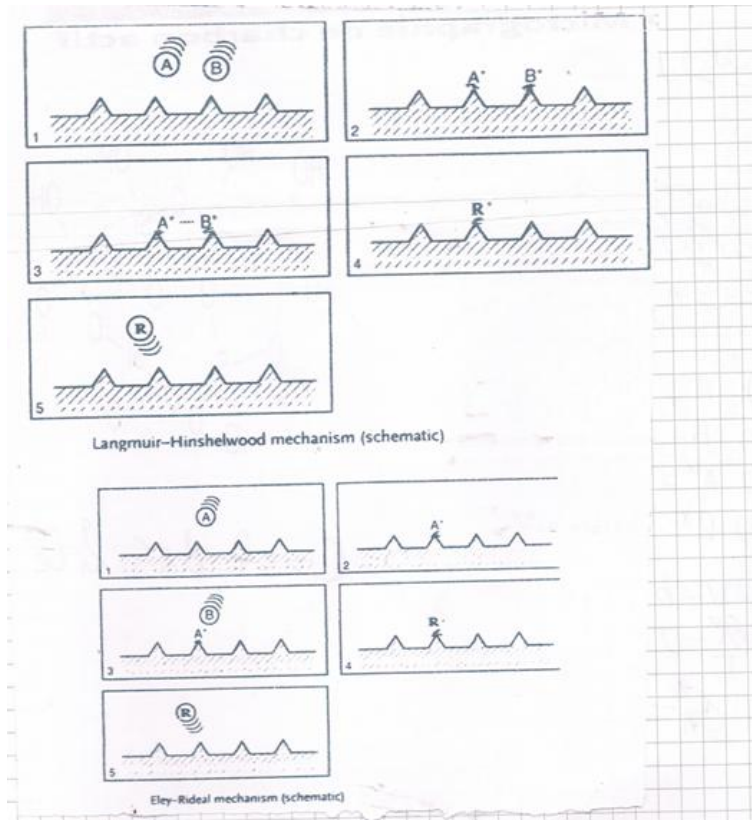 A B
1
A* B*
2
A* --- B*
3
R*
4
R
5
Langmuir–Hinshelwood mechanism (schematic)
A
1
A*
2
B
A*
3
R
4
R
5
Eley–Rideal mechanism (schematic)